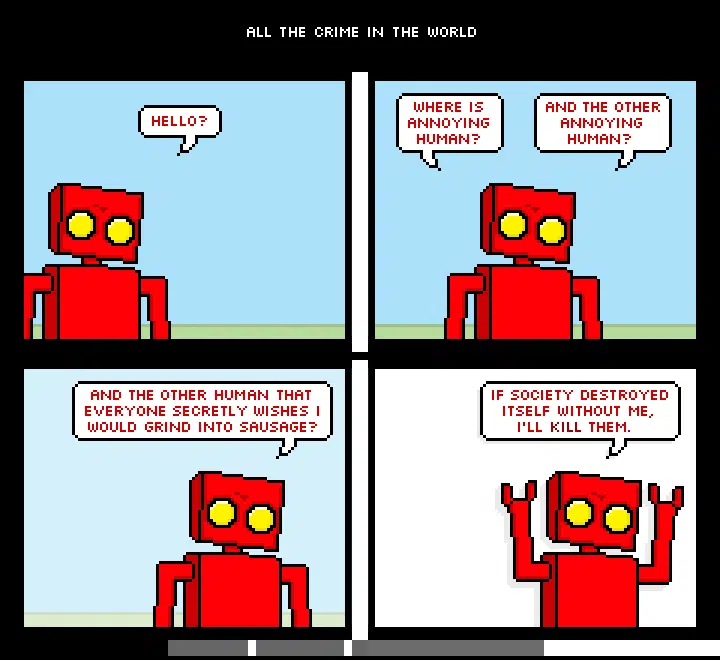 ALL THE CRIME IN THE WORLD
HELLO?
WHERE IS
ANNOYING
HUMAN?
AND THE OTHER
ANNOYING
HUMAN?
AND THE OTHER HUMAN THAT
EVERYONE SECRETLY WISHES I
WOULD GRIND INTO SAUSAGE?
IF SOCIETY DESTROYED
ITSELF WITHOUT ME,
I'LL KILL THEM.